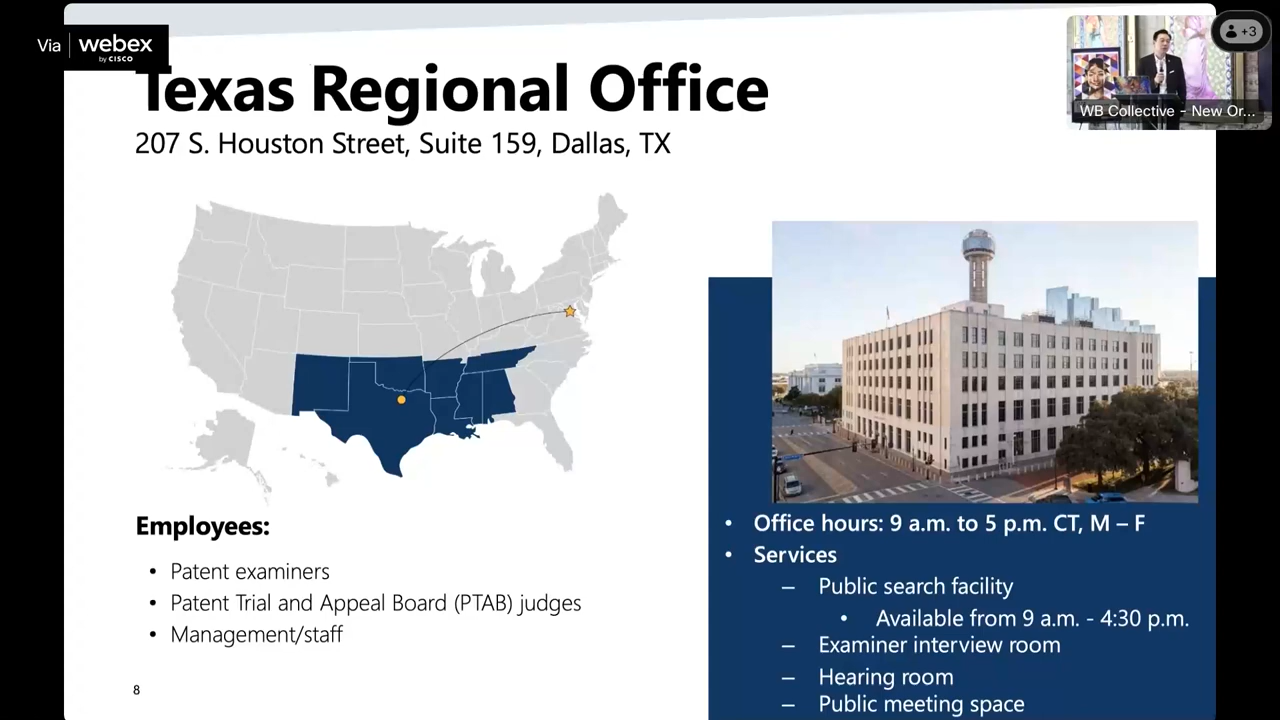 Via webex
by CISCO
+3
WB Collective - New Or...
Texas Regional Office
207 S. Houston Street, Suite 159, Dallas, TX
Employees:
• Patent examiners
• Patent Trial and Appeal Board (PTAB) judges
• Management/staff
8
• Office hours: 9 a.m. to 5 p.m. CT, M – F
• Services
– Public search facility
• Available from 9 a.m. - 4:30 p.m.
– Examiner interview room
– Hearing room
– Public meeting space